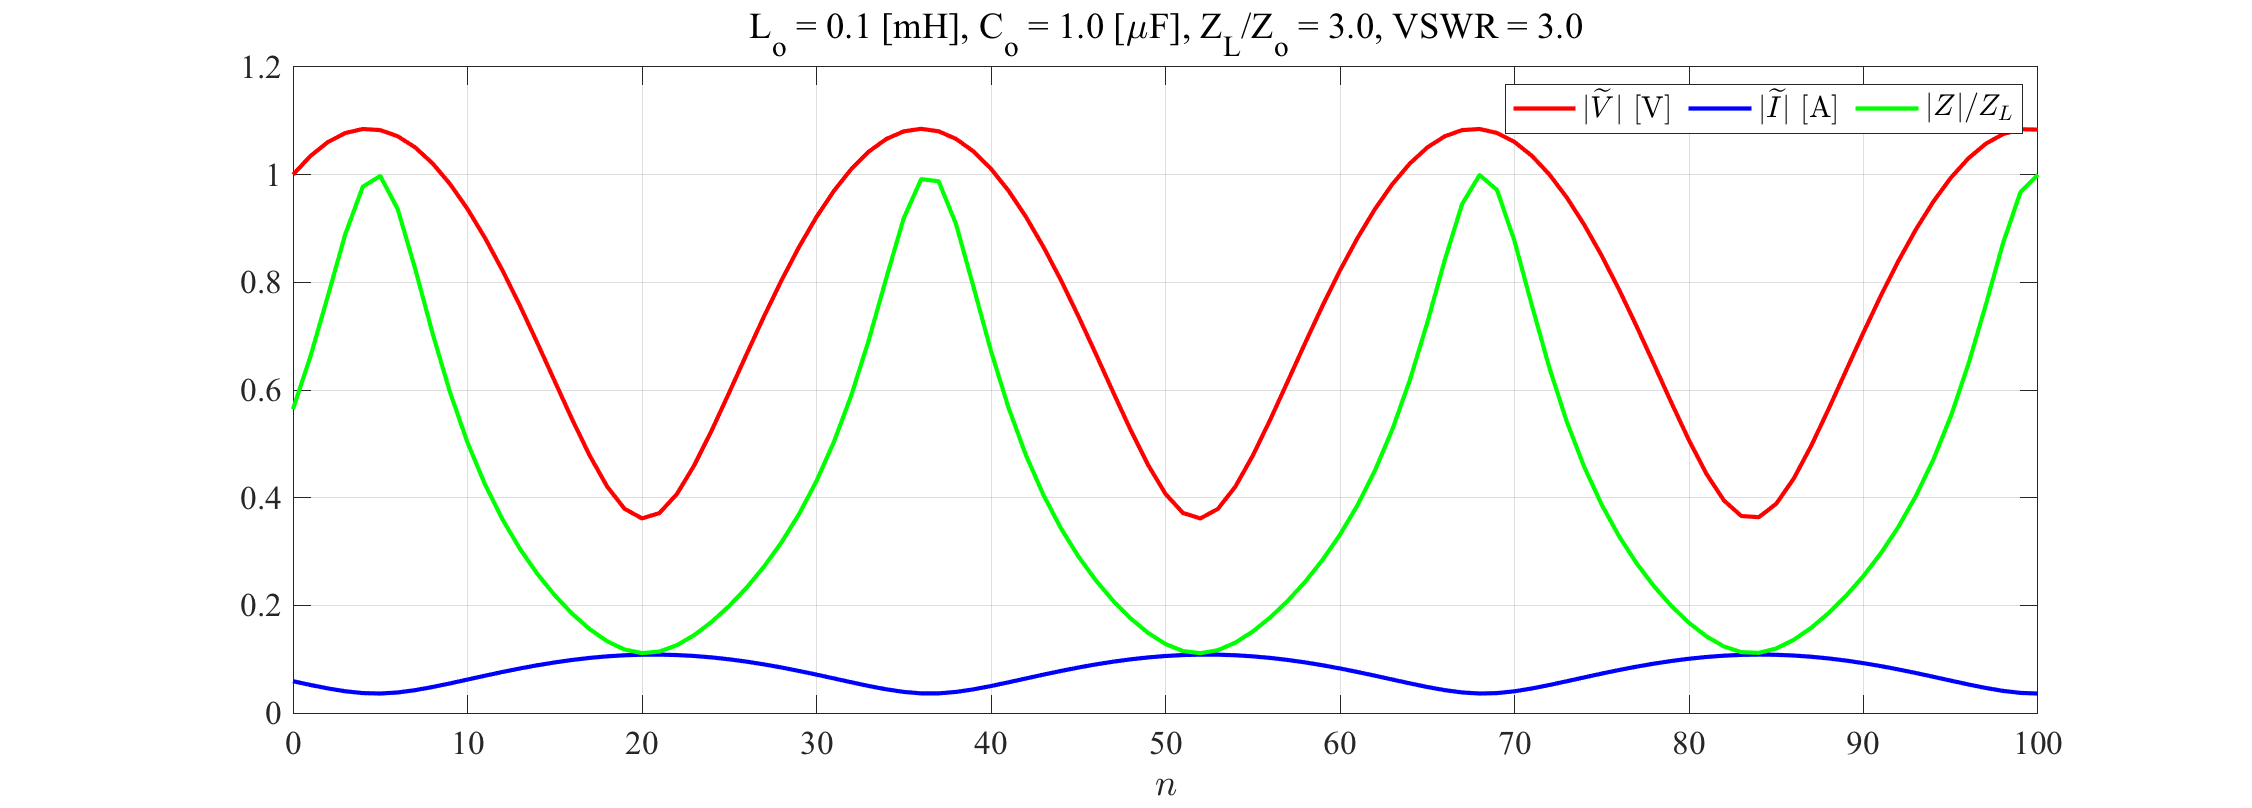 L_o = 0.1 [mH], C_o = 1.0 [μF], Z_L/Z_o = 3.0, VSWR = 3.0
1.2
|Ṽ| [V] |Ĩ| [A] |Z|/Z_L
1
0.8
0.6
0.4
0.2
0
0 10 20 30 40 50 60 70 80 90 100
n